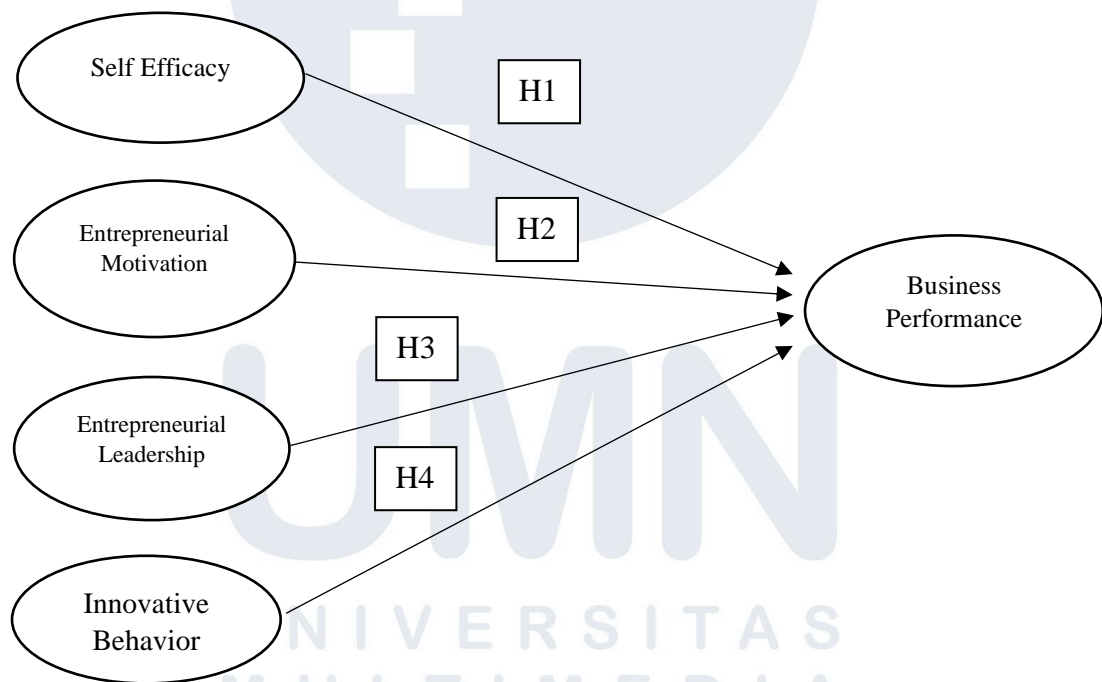 Self Efficacy
H1
Entrepreneurial
Motivation
H2
Business
Performance
H3
Entrepreneurial
Leadership
H4
UMN
Innovative
Behavior
UNIVERSITAS
MULTIMEDIA